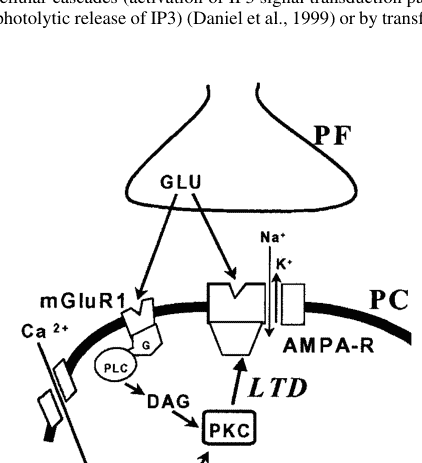 photolytic release of IP3) (Daniel et al., 1999) or by transf
PF
GLU
Na⁺
K⁺
mGluR1
PC
Ca 2+
G
AMPA-R
PLC
LTD
DAG
PKC